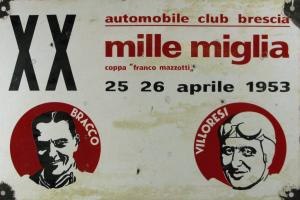 XX
automobile club brescia
mille miglia
coppa "franco mazzotti"
25 26 aprile 1953
BRACCO
VILLORESI